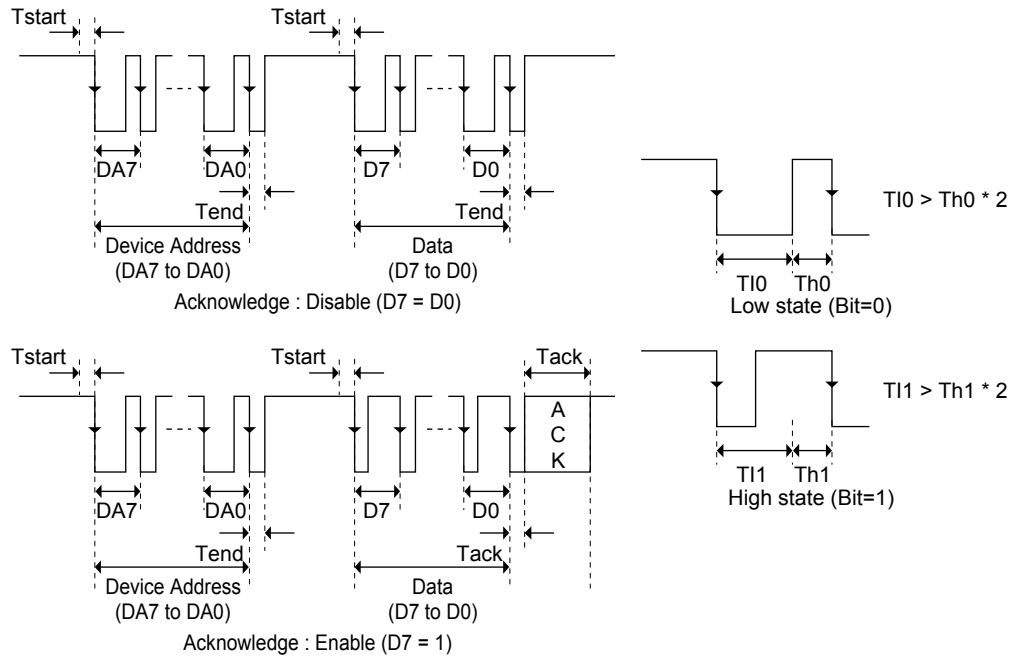 Tstart
Tstart
DA7
DA0
D7
D0
Tend
Tend
Device Address
(DA7 to DA0)
Data
(D7 to D0)
Acknowledge : Disable (D7 = D0)
TI0 > Th0 * 2
TI0
Th0
Low state (Bit=0)
Tstart
Tstart
Tack
A
C
K
DA7
DA0
D7
D0
Tend
Tack
Device Address
(DA7 to DA0)
Data
(D7 to D0)
Acknowledge : Enable (D7 = 1)
TI1 > Th1 * 2
TI1
Th1
High state (Bit=1)